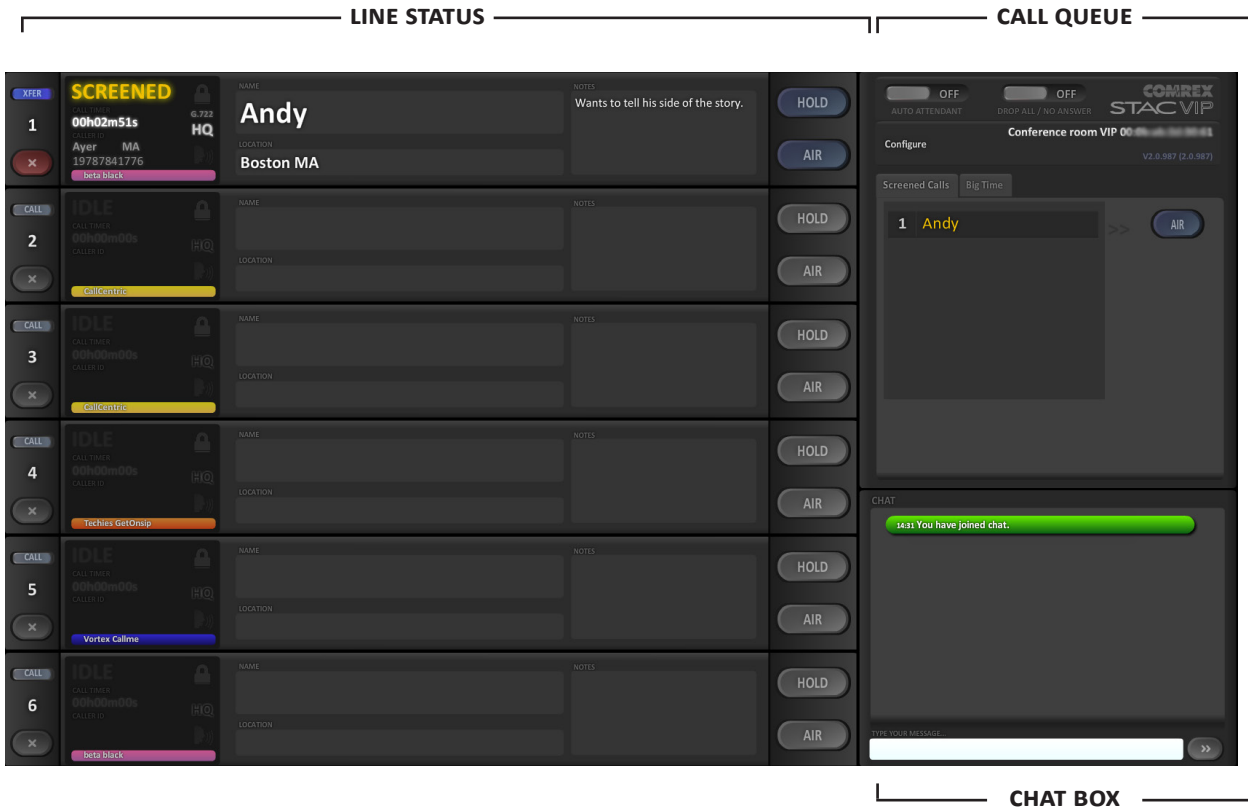 LINE STATUS
CALL QUEUE
XFER
1
×
SCREENED
CALL TIMER
00h02m51s
CALLER ID
Ayer MA
19787841776
beta black
G.722
HQ
NAME
Andy
LOCATION
Boston MA
NOTES
Wants to tell his side of the story.
HOLD
AIR
CALL
2
×
IDLE
CALL TIMER
00h00m00s
CALLER ID
HQ
CallCentric
NAME
LOCATION
NOTES
HOLD
AIR
CALL
3
×
IDLE
CALL TIMER
00h00m00s
CALLER ID
HQ
CallCentric
NAME
LOCATION
NOTES
HOLD
AIR
CALL
4
×
IDLE
CALL TIMER
00h00m00s
CALLER ID
HQ
Techies GetOnsip
NAME
LOCATION
NOTES
HOLD
AIR
CALL
5
×
IDLE
CALL TIMER
00h00m00s
CALLER ID
HQ
Vortex Callme
NAME
LOCATION
NOTES
HOLD
AIR
CALL
6
×
IDLE
CALL TIMER
00h00m00s
CALLER ID
HQ
beta black
NAME
LOCATION
NOTES
HOLD
AIR
OFF
AUTO ATTENDANT
OFF
DROP ALL / NO ANSWER
COMREX
STAC VIP
Conference room VIP
Configure
V2.0.987 (2.0.987)
Screened Calls
Big Time
1 Andy
>>
AIR
CHAT
14:31 You have joined chat.
TYPE YOUR MESSAGE...
>>
CHAT BOX